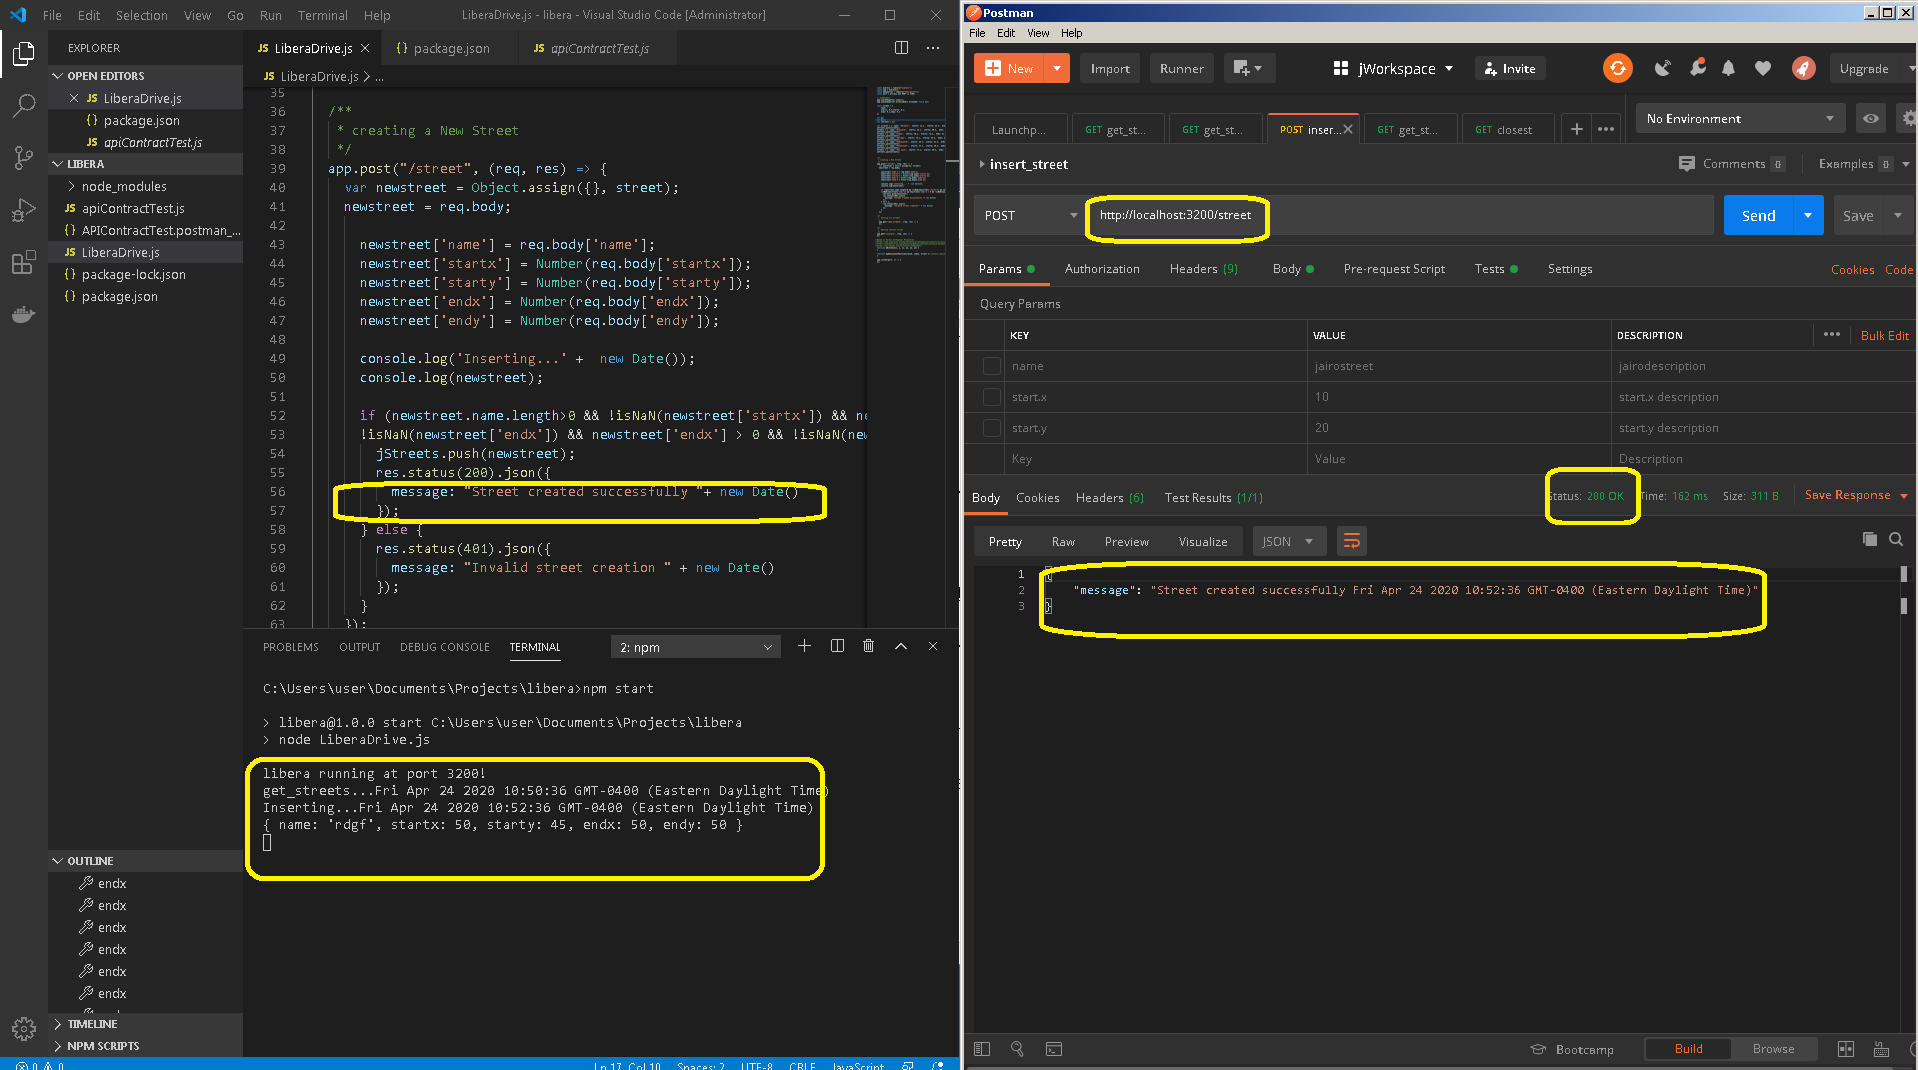 File Edit Selection View Go Run Terminal Help
LiberaDrive.js - libera - Visual Studio Code [Administrator]
EXPLORER
OPEN EDITORS
JS LiberaDrive.js
{} package.json
JS apiContractTest.js
LIBERA
node_modules
JS apiContractTest.js
{} APIContractTest.postman_...
JS LiberaDrive.js
{} package-lock.json
{} package.json
OUTLINE
endx
endx
endx
endx
endx
endx
TIMELINE
NPM SCRIPTS
JS LiberaDrive.js
{} package.json
JS apiContractTest.js
JS LiberaDrive.js > ...
35
36 /**
37 * creating a New Street
38 */
39 app.post("/street", (req, res) => {
40 var newstreet = Object.assign({}, street);
41 newstreet = req.body;
42
43 newstreet['name'] = req.body['name'];
44 newstreet['startx'] = Number(req.body['startx']);
45 newstreet['starty'] = Number(req.body['starty']);
46 newstreet['endx'] = Number(req.body['endx']);
47 newstreet['endy'] = Number(req.body['endy']);
48
49 console.log('Inserting...' + new Date());
50 console.log(newstreet);
51
52 if (newstreet.name.length>0 && !isNaN(newstreet['startx']) && ne
53 !isNaN(newstreet['endx']) && newstreet['endx'] > 0 && !isNaN(new
54 jStreets.push(newstreet);
55 res.status(200).json({
56 message: "Street created successfully "+ new Date()
57 });
58 } else {
59 res.status(401).json({
60 message: "Invalid street creation " + new Date()
61 });
62 }
63 });
PROBLEMS OUTPUT DEBUG CONSOLE TERMINAL
2: npm
C:\Users\user\Documents\Projects\libera>npm start
> libera@1.0.0 start C:\Users\user\Documents\Projects\libera
> node LiberaDrive.js
libera running at port 3200!
get_streets...Fri Apr 24 2020 10:50:36 GMT-0400 (Eastern Daylight Time)
Inserting...Fri Apr 24 2020 10:52:36 GMT-0400 (Eastern Daylight Time)
{ name: 'rdgf', startx: 50, starty: 45, endx: 50, endy: 50 }
0 0
Ln 17, Col 10 Spaces: 2 UTF-8 CRLF JavaScript
Postman
File Edit View Help
New Import Runner jWorkspace Invite Upgrade
Launchp...
GET get_st...
GET get_st...
POST inser...
GET get_st...
GET closest
No Environment
insert_street
Comments 0 Examples 0
POST http://localhost:3200/street Send Save
Params Authorization Headers (9) Body Pre-request Script Tests Settings Cookies Code
Query Params
KEY VALUE DESCRIPTION Bulk Edit
name jairostreet jairodescription
start.x 10 start.x description
start.y 20 start.y description
Key Value Description
Body Cookies Headers (6) Test Results (1/1) Status: 200 OK Time: 162 ms Size: 311 B Save Response
Pretty Raw Preview Visualize JSON
1 {
2 "message": "Street created successfully Fri Apr 24 2020 10:52:36 GMT-0400 (Eastern Daylight Time)"
3 }
Bootcamp Build Browse